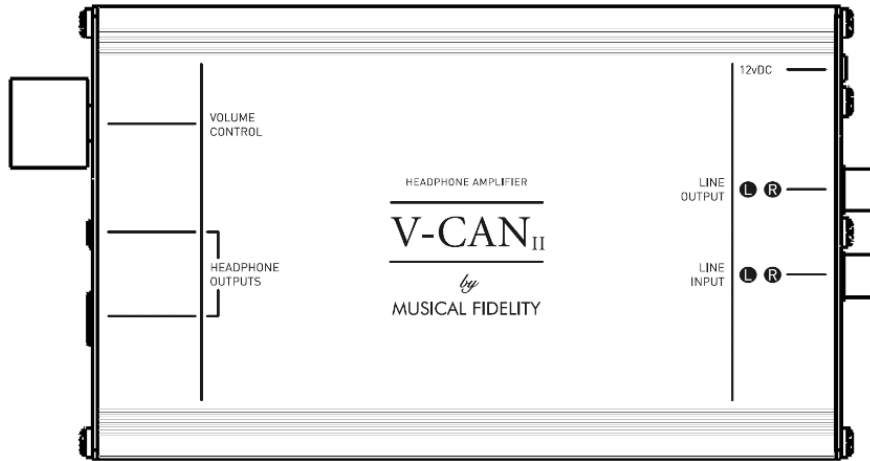 VOLUME
CONTROL
HEADPHONE
OUTPUTS
HEADPHONE AMPLIFIER
V-CAN II
by
MUSICAL FIDELITY
12vDC
LINE
OUTPUT L R
LINE
INPUT L R